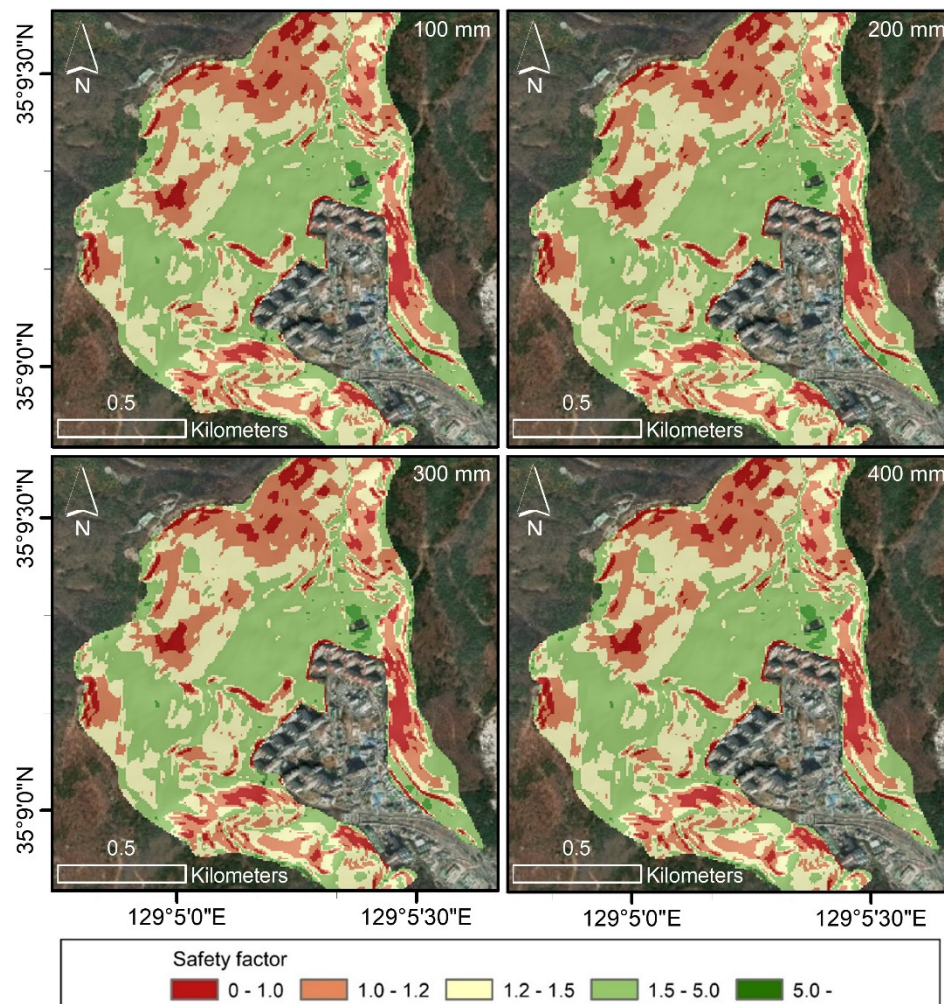 100 mm
200 mm
35°9'30"N
N
N
35°9'0"N
0.5
Kilometers
0.5
Kilometers
300 mm
400 mm
35°9'30"N
N
N
35°9'0"N
0.5
Kilometers
0.5
Kilometers
129°5'0"E
129°5'30"E
129°5'0"E
129°5'30"E
Safety factor
0 - 1.0
1.0 - 1.2
1.2 - 1.5
1.5 - 5.0
5.0 -